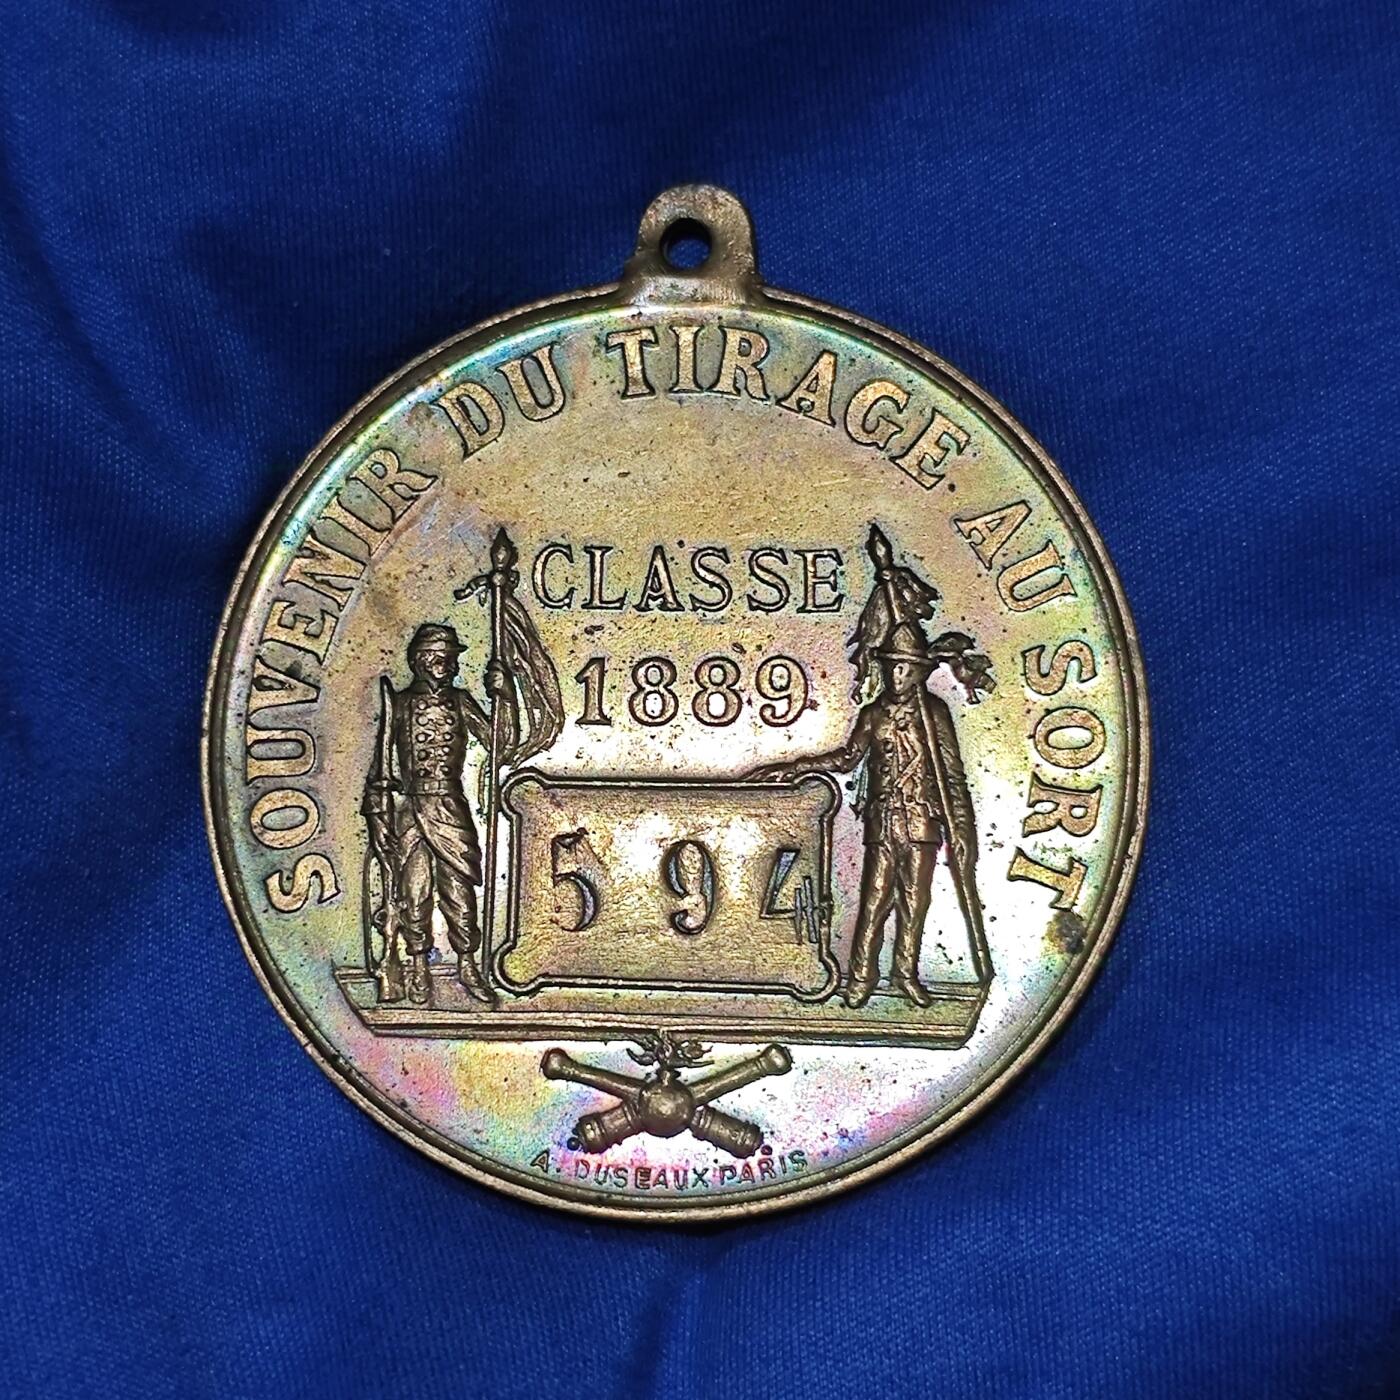 SOUVENIR DU TIRAGE AU SORT
CLASSE
1889
594
A. DUSEAUX PARIS